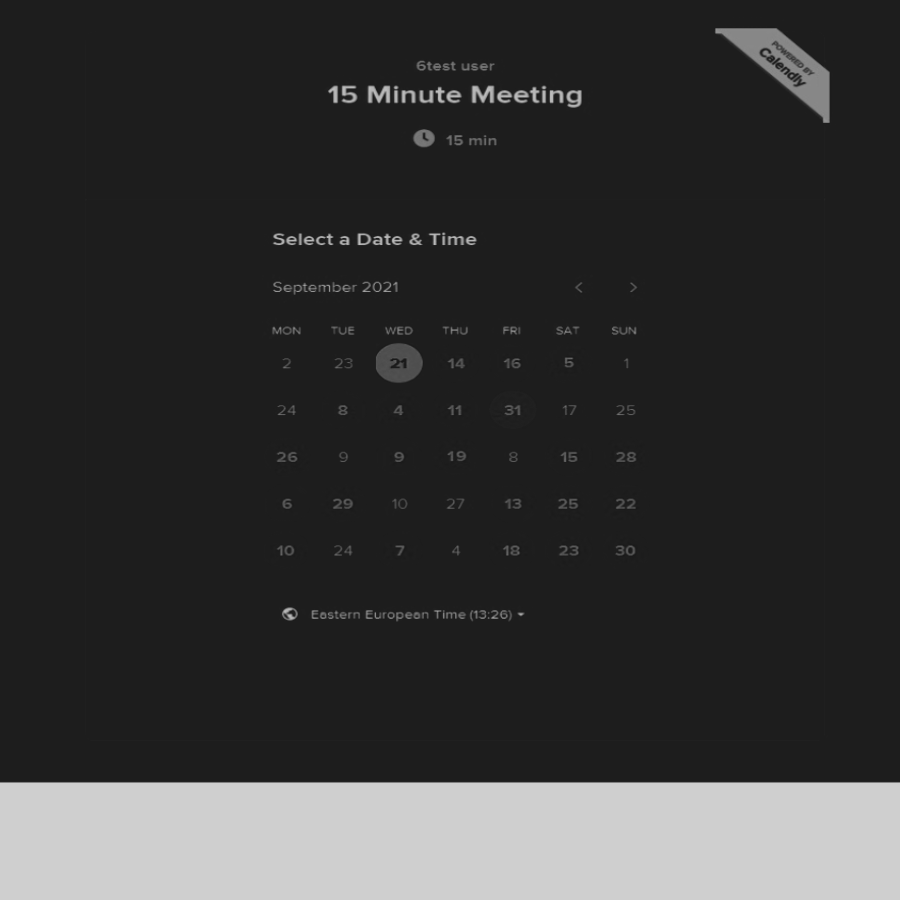 POWERED BY
Calendly
6test user
15 Minute Meeting
15 min
Select a Date & Time
September 2021 < >
MON TUE WED THU FRI SAT SUN
2 23 21 14 16 5 1
24 8 4 11 31 17 25
26 9 9 19 8 15 28
6 29 10 27 13 25 22
10 24 7 4 18 23 30
Eastern European Time (13:26)